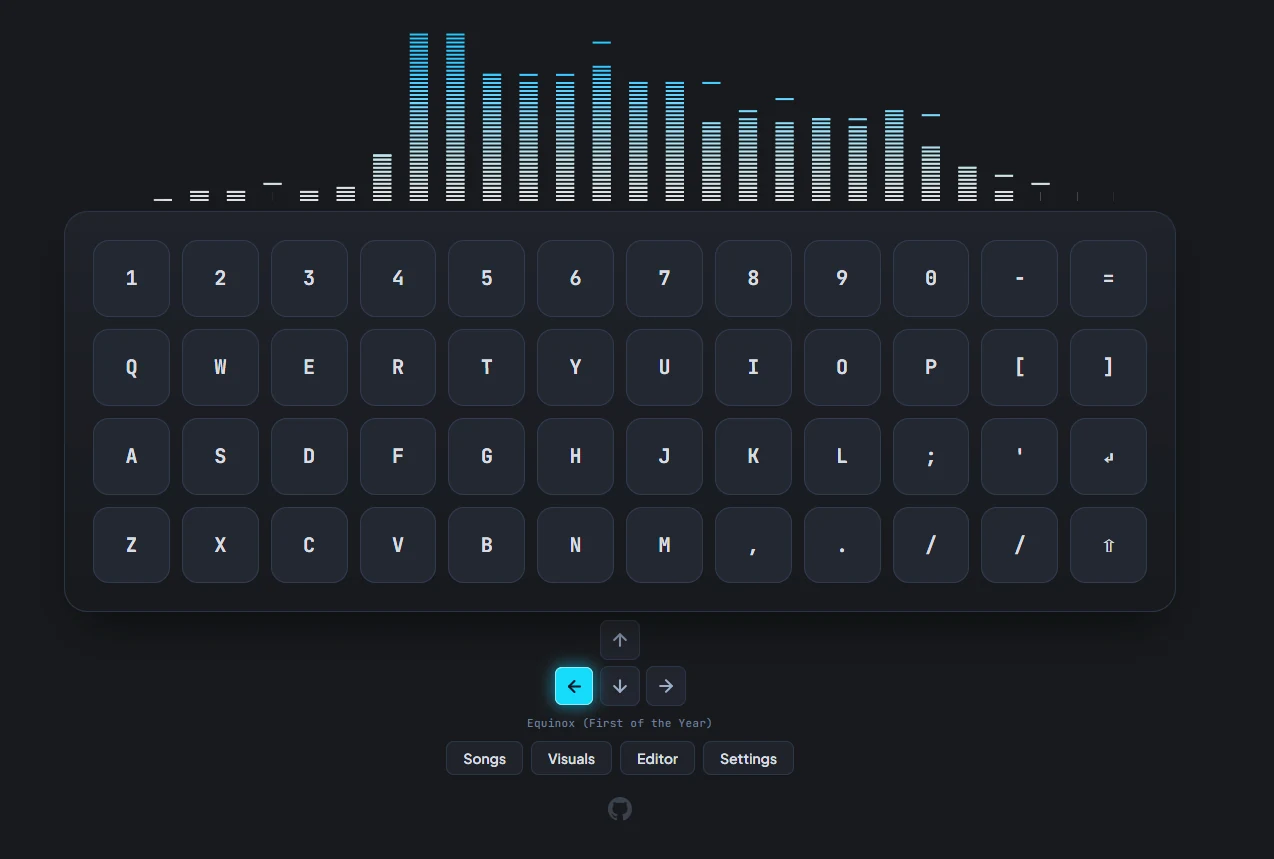 1 2 3 4 5 6 7 8 9 0 - =
Q W E R T Y U I O P [ ]
A S D F G H J K L ; ' ↲
Z X C V B N M , . / / ⇧
↑
← ↓ →
Equinox (First of the Year)
Songs Visuals Editor Settings